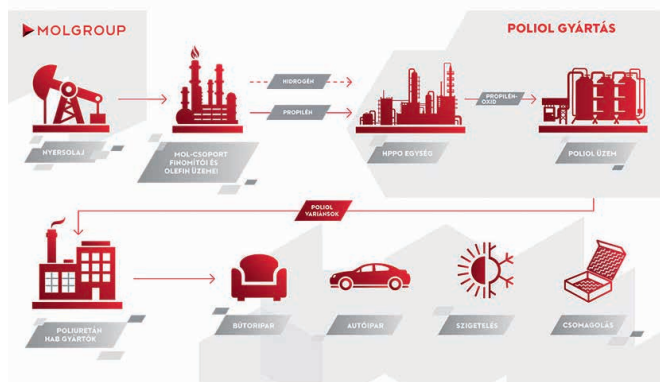 MOLGROUP
POLIOL GYÁRTÁS
HIDROGÉN
PROPILÉN
PROPILÉN-
OXID
NYERSOLAJ
MOL-CSOPORT
FINOMÍTÓI ÉS
OLEFIN ÜZEMEI
HPPO EGYSÉG
POLIOL ÜZEM
POLIOL
VARIÁNSOK
POLIURETÁN
HAB GYÁRTÓK
BÚTORIPAR
AUTÓIPAR
SZIGETELÉS
CSOMAGOLÁS